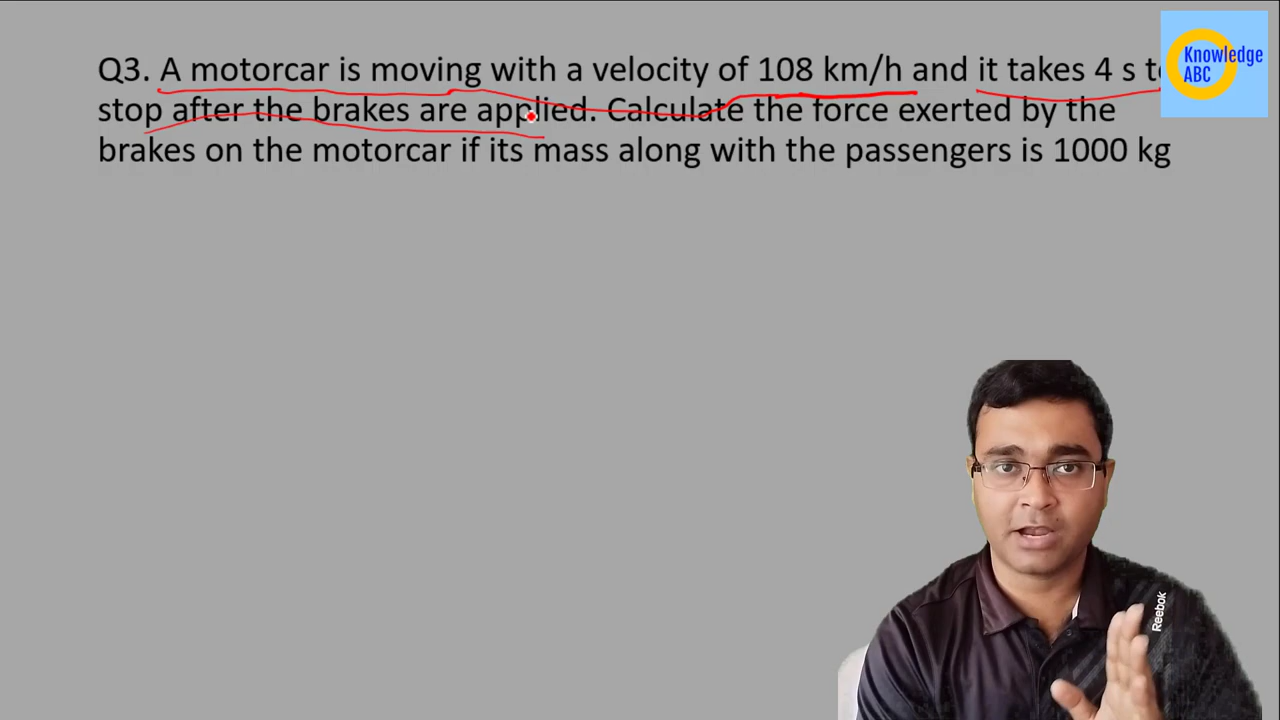 Q3. A motorcar is moving with a velocity of 108 km/h and it takes 4 s
stop after the brakes are applied. Calculate the force exerted by the
brakes on the motorcar if its mass along with the passengers is 1000 kg
Knowledge
ABC
Reebok